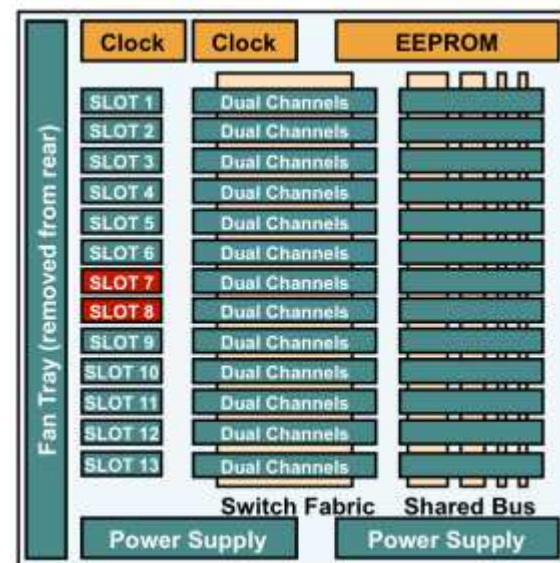 Fan Tray (removed from rear)
Clock Clock EEPROM
SLOT 1 Dual Channels
SLOT 2 Dual Channels
SLOT 3 Dual Channels
SLOT 4 Dual Channels
SLOT 5 Dual Channels
SLOT 6 Dual Channels
SLOT 7 Dual Channels
SLOT 8 Dual Channels
SLOT 9 Dual Channels
SLOT 10 Dual Channels
SLOT 11 Dual Channels
SLOT 12 Dual Channels
SLOT 13 Dual Channels
Switch Fabric Shared Bus
Power Supply Power Supply